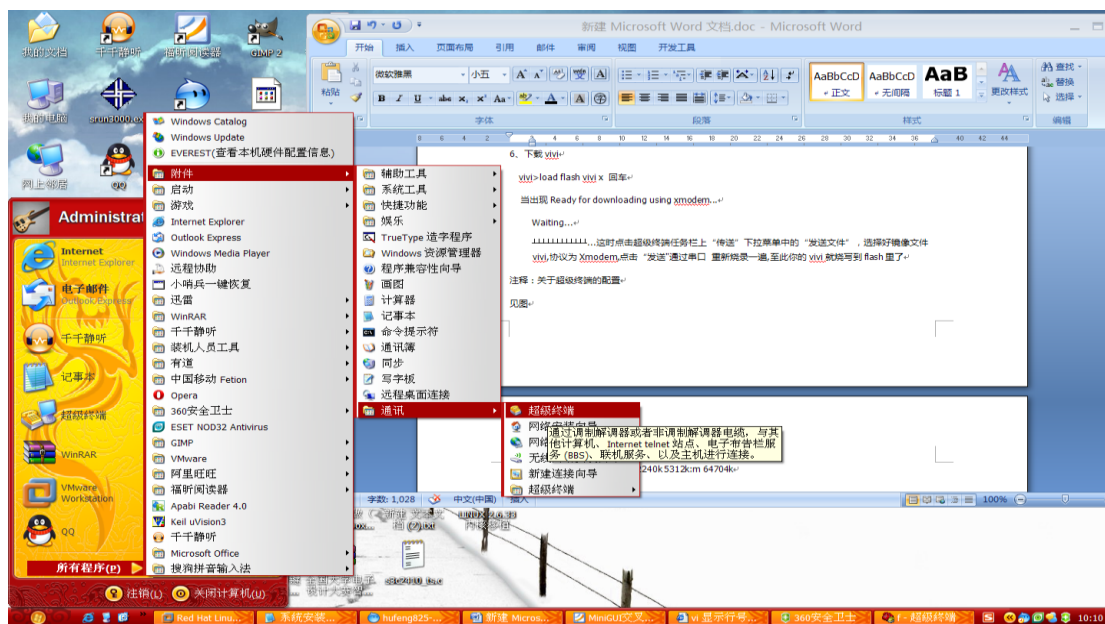 新建 Microsoft Word 文档.doc - Microsoft Word
我的文档
千千静听
福昕阅读器
GIMP 2
开始 插入 页面布局 引用 邮件 审阅 视图 开发工具
粘贴
微软雅黑
小五
AaBbCcD
AaBbCcD
AaB
正文
无间隔
标题 1
更改样式
查找
替换
选择
字体
段落
样式
编辑
我的电脑
网上邻居
QQ
6、下载 vivi
vivi>load flash vivi x 回车
当出现 Ready for downloading using xmodem...
Waiting...
...这时点击超级终端任务栏上“传送”下拉菜单中的“发送文件”,选择好镜像文件
vivi,协议为 Xmodem,点击“发送”通过串口 重新烧录一遍,至此你的 vivi 就烧写到 flash 里了
注释：关于超级终端的配置
见图
240k 5312k:m 64704k
字数: 1,028
中文(中国)
插入
100%
Administrat
Internet
Internet Explorer
电子邮件
Outlook Express
千千静听
记事本
超级终端
WinRAR
VMware
Workstation
QQ
所有程序(P)
注销(L)
关闭计算机(U)
Windows Catalog
Windows Update
EVEREST(查看本机硬件配置信息)
附件
启动
游戏
Internet Explorer
Outlook Express
Windows Media Player
远程协助
小哨兵一键恢复
迅雷
WinRAR
千千静听
装机人员工具
有道
中国移动 Fetion
Opera
360安全卫士
ESET NOD32 Antivirus
GIMP
VMware
阿里旺旺
福昕阅读器
Apabi Reader 4.0
Keil uVision3
千千静听
Microsoft Office
搜狗拼音输入法
辅助工具
系统工具
快捷功能
娱乐
TrueType 造字程序
Windows 资源管理器
程序兼容性向导
画图
计算器
记事本
命令提示符
通讯簿
同步
写字板
远程桌面连接
通讯
超级终端
网络安装向导
新建连接向导
超级终端
通过调制解调器或者非调制解调器电缆，与其
他计算机、Internet telnet 站点、电子布告栏服
务 (BBS)、联机服务、以及主机进行连接。
Red Hat Linu...
系统安装...
hufeng825-...
新建 Micros...
MiniGUI交叉...
vi 显示行号...
360安全卫士
f - 超级终端
10:10